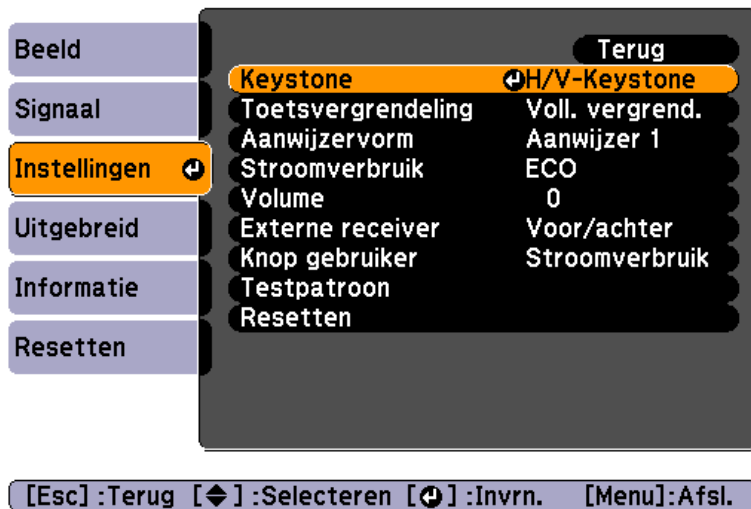 Beeld
Signaal
Instellingen
Uitgebreid
Informatie
Resetten
Terug
Keystone H/V-Keystone
Toetsvergrendeling Voll. vergrend.
Aanwijzervorm Aanwijzer 1
Stroomverbruik ECO
Volume 0
Externe receiver Voor/achter
Knop gebruiker Stroomverbruik
Testpatroon
Resetten
[Esc] :Terug [◆] :Selecteren [⏎] :Invrn. [Menu]:Afsl.